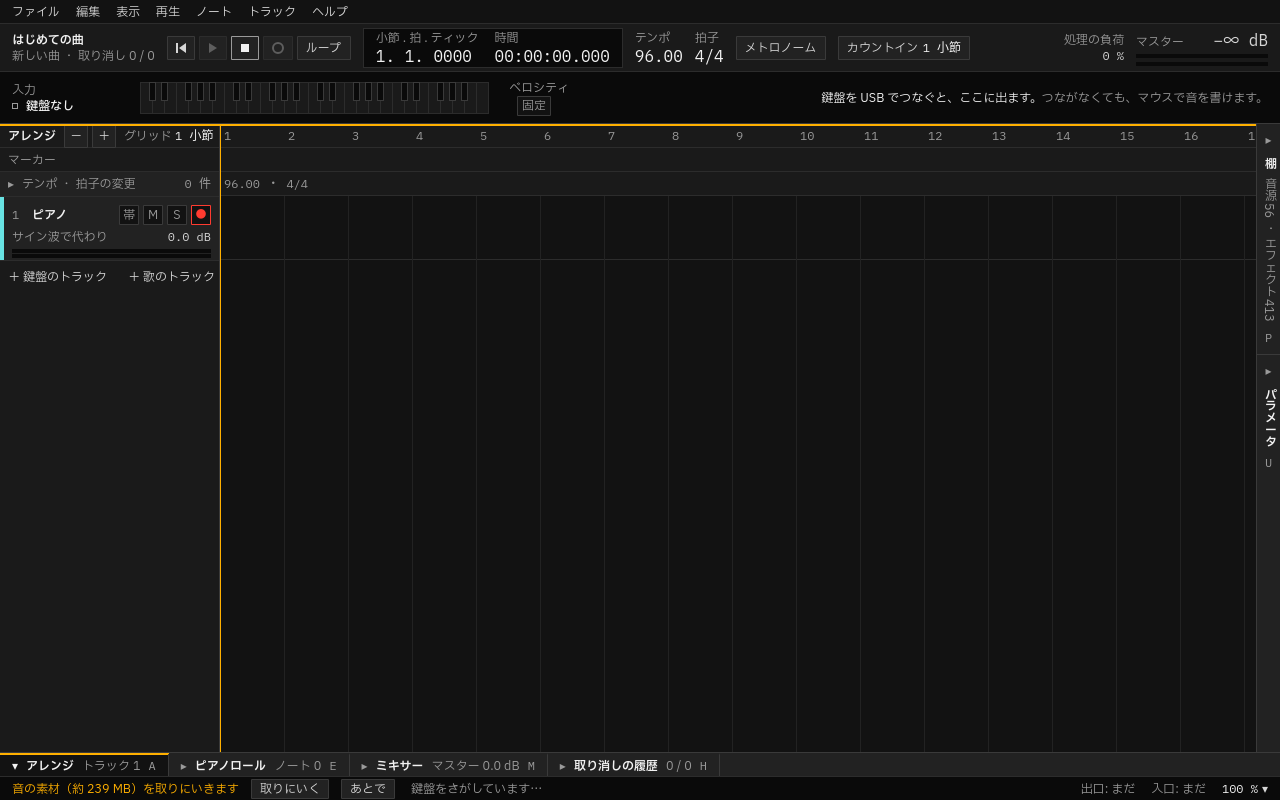 ファイル 編集 表示 再生 ノート トラック ヘルプ
はじめての曲
新しい曲 · 取り消し 0 / 0
ループ
小節 . 拍 . ティック 時間
1. 1. 0000 00:00:00.000
テンポ 拍子
96.00 4/4
メトロノーム
カウントイン 1 小節
処理の負荷
0 %
マスター −∞ dB
入力
鍵盤なし
ベロシティ
固定
鍵盤を USB でつなぐと、ここに出ます。つながなくても、マウスで音を書けます。
アレンジ − + グリッド 1 小節
1 2 3 4 5 6 7 8 9 10 11 12 13 14 15 16 1
マーカー
▸ テンポ · 拍子の変更 0 件
96.00 · 4/4
1 ピアノ 帯 M S
サイン波で代わり 0.0 dB
+ 鍵盤のトラック + 歌のトラック
▸ 棚 音源 56 · エフェクト 413 P
▸ パラメータ U
▾ アレンジ トラック 1 A
▸ ピアノロール ノート 0 E
▸ ミキサー マスター 0.0 dB M
▸ 取り消しの履歴 0 / 0 H
音の素材（約 239 MB）を取りにいきます 取りにいく あとで 鍵盤をさがしています…
出口: まだ 入口: まだ 100 % ▾